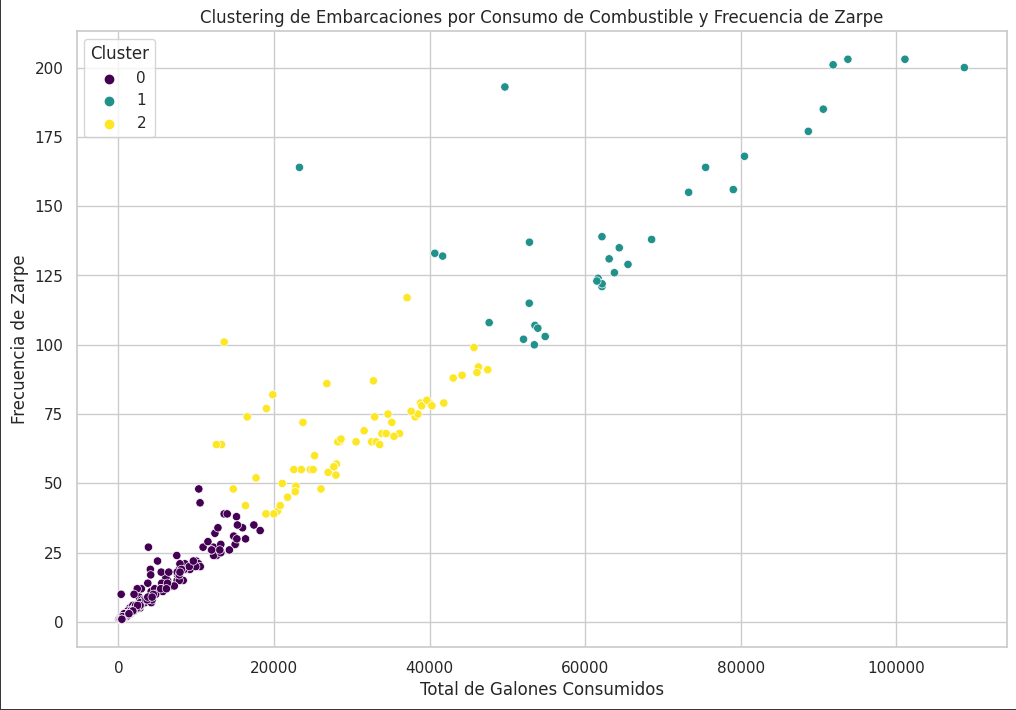 Clustering de Embarcaciones por Consumo de Combustible y Frecuencia de Zarpe
Cluster
0
1
2
Frecuencia de Zarpe
200
175
150
125
100
75
50
25
0
0 20000 40000 60000 80000 100000
Total de Galones Consumidos